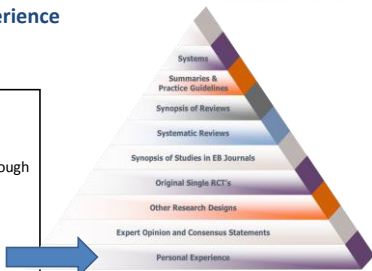 erience
Systems
Summaries &
Practice Guidelines
Synopsis of Reviews
Systematic Reviews
Synopsis of Studies in EB Journals
ough
Original Single RCT's
Other Research Designs
Expert Opinion and Consensus Statements
Personal Experience